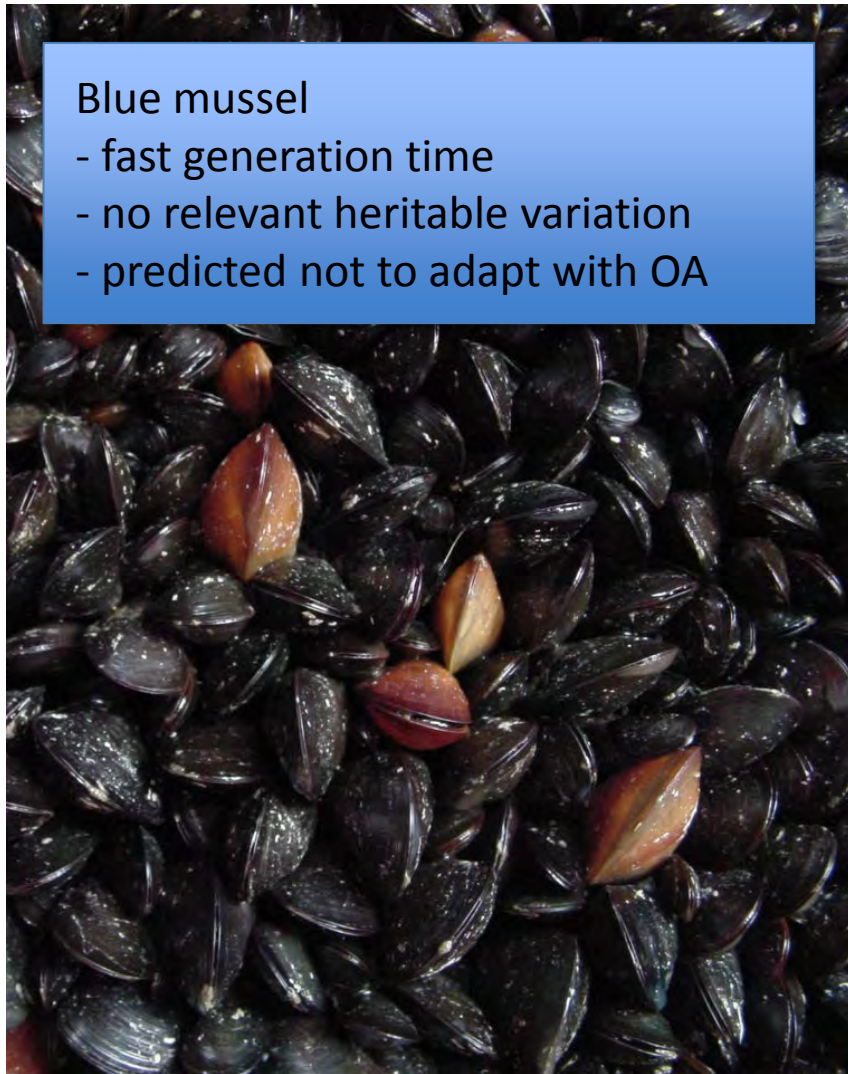 Blue mussel
- fast generation time
- no relevant heritable variation
- predicted not to adapt with OA